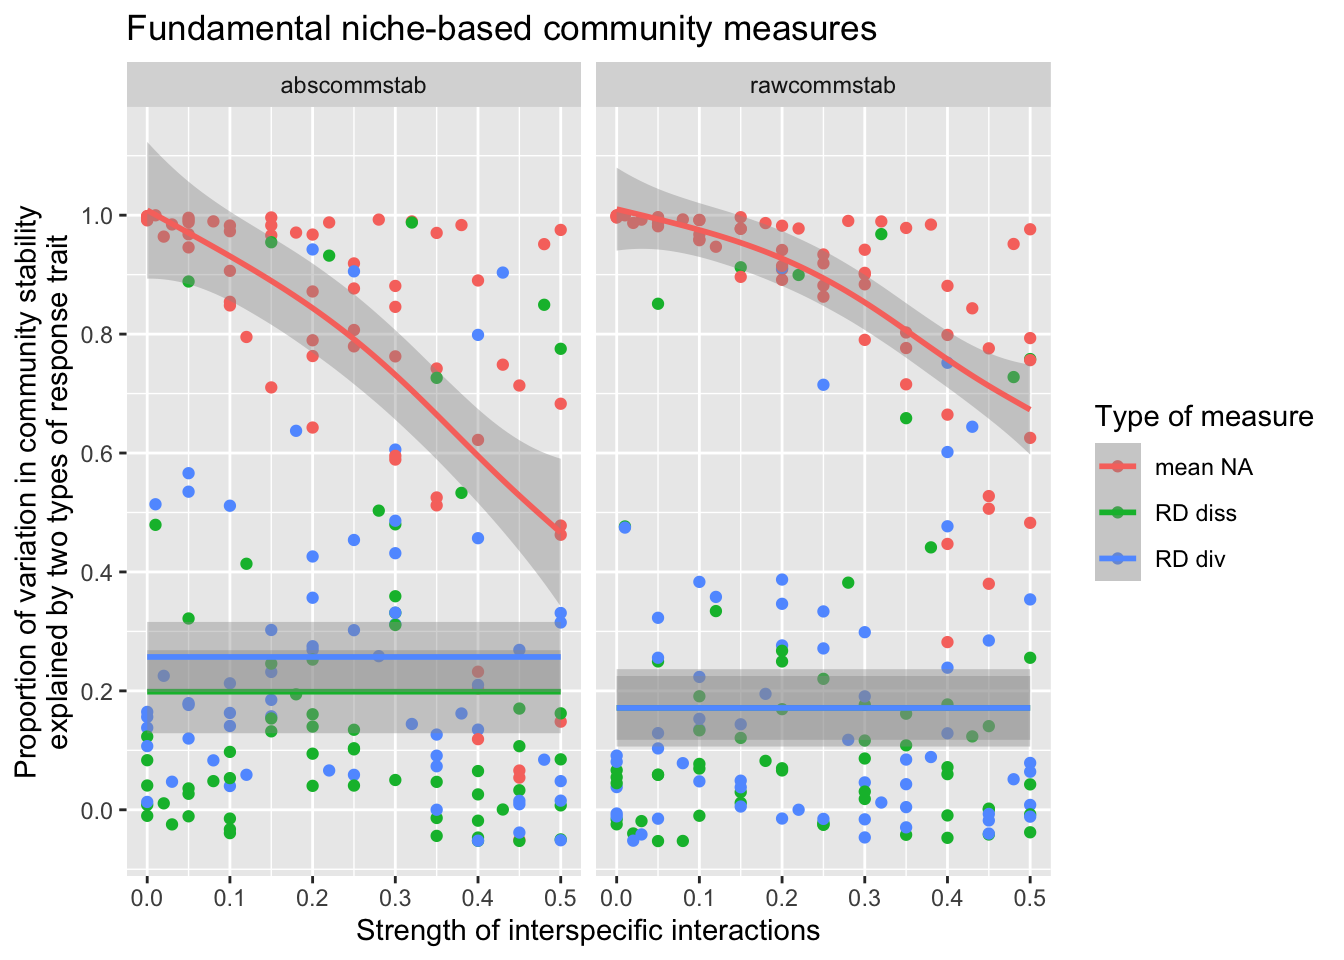 Fundamental niche-based community measures
abscommstab
rawcommstab
Proportion of variation in community stability
explained by two types of response trait
1.0
0.8
0.6
0.4
0.2
0.0
0.0 0.1 0.2 0.3 0.4 0.5
0.0 0.1 0.2 0.3 0.4 0.5
Strength of interspecific interactions
Type of measure
mean NA
RD diss
RD div